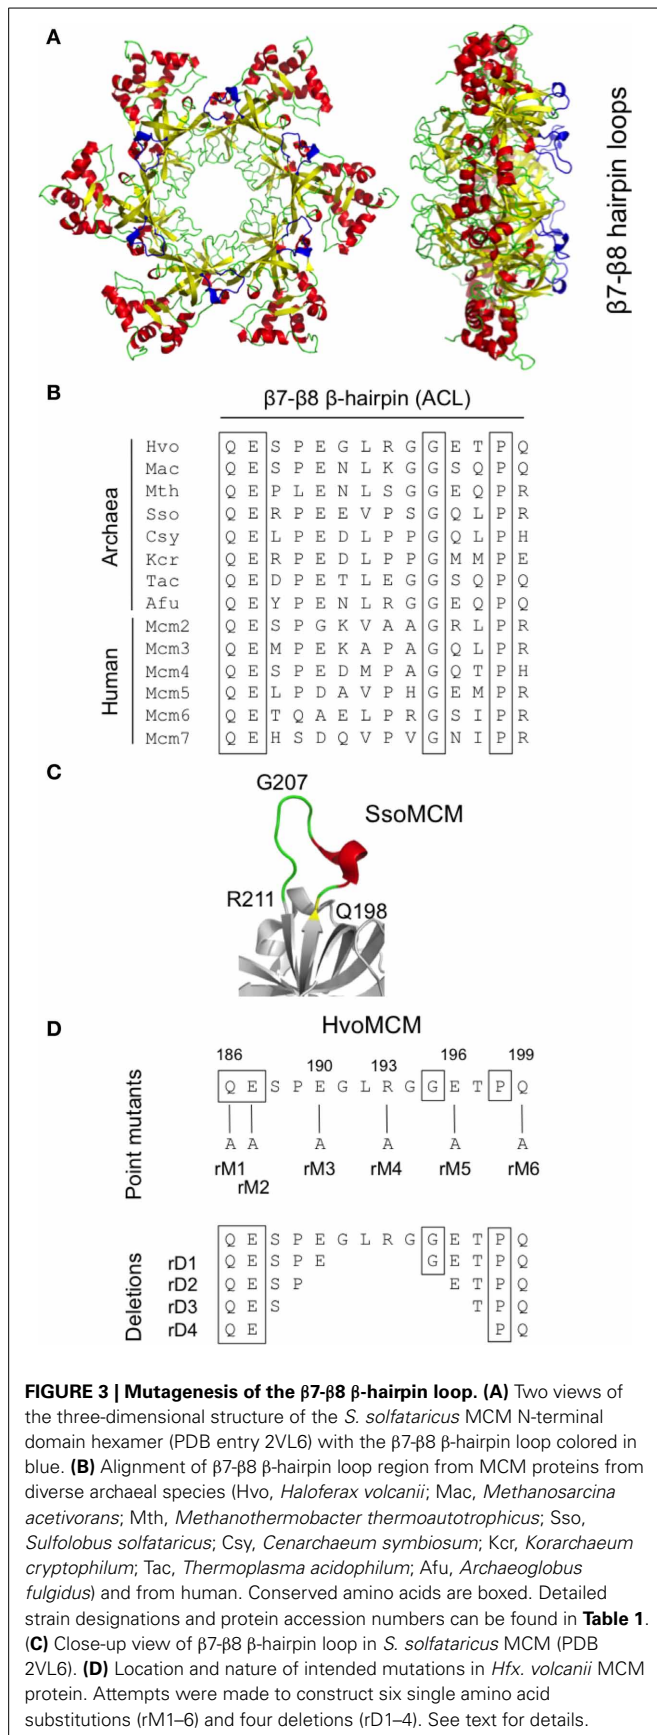 A
β7-β8 hairpin loops
B
β7-β8 β-hairpin (ACL)
Archaea
Hvo Q E S P E G L R G G E T P Q
Mac Q E S P E N L K G G S Q P Q
Mth Q E P L E N L S G G E Q P R
Sso Q E R P E E V P S G Q L P R
Csy Q E L P E D L P P G Q L P H
Kcr Q E R P E D L P P G M M P E
Tac Q E D P E T L E G G S Q P Q
Afu Q E Y P E N L R G G E Q P Q
Human
Mcm2 Q E S P G K V A A G R L P R
Mcm3 Q E M P E K A P A G Q L P R
Mcm4 Q E S P E D M P A G Q T P H
Mcm5 Q E L P D A V P H G E M P R
Mcm6 Q E T Q A E L P R G S I P R
Mcm7 Q E H S D Q V P V G N I P R
C
G207
SsoMCM
R211
Q198
D
HvoMCM
186 190 193 196 199
Point mutants
Q E S P E G L R G G E T P Q
A A A A A A
rM1 rM3 rM4 rM5 rM6
rM2
Deletions
Q E S P E G L R G G E T P Q
rD1 Q E S P E G E T P Q
rD2 Q E S P E T P Q
rD3 Q E S T P Q
rD4 Q E P Q
FIGURE 3 | Mutagenesis of the β7-β8 β-hairpin loop. (A) Two views of
the three-dimensional structure of the S. solfataricus MCM N-terminal
domain hexamer (PDB entry 2VL6) with the β7-β8 β-hairpin loop colored in
blue. (B) Alignment of β7-β8 β-hairpin loop region from MCM proteins from
diverse archaeal species (Hvo, Haloferax volcanii; Mac, Methanosarcina
acetivorans; Mth, Methanothermobacter thermoautotrophicus; Sso,
Sulfolobus solfataricus; Csy, Cenarchaeum symbiosum; Kcr, Korarchaeum
cryptophilum; Tac, Thermoplasma acidophilum; Afu, Archaeoglobus
fulgidus) and from human. Conserved amino acids are boxed. Detailed
strain designations and protein accession numbers can be found in Table 1.
(C) Close-up view of β7-β8 β-hairpin loop in S. solfataricus MCM (PDB
2VL6). (D) Location and nature of intended mutations in Hfx. volcanii MCM
protein. Attempts were made to construct six single amino acid
substitutions (rM1–6) and four deletions (rD1–4). See text for details.